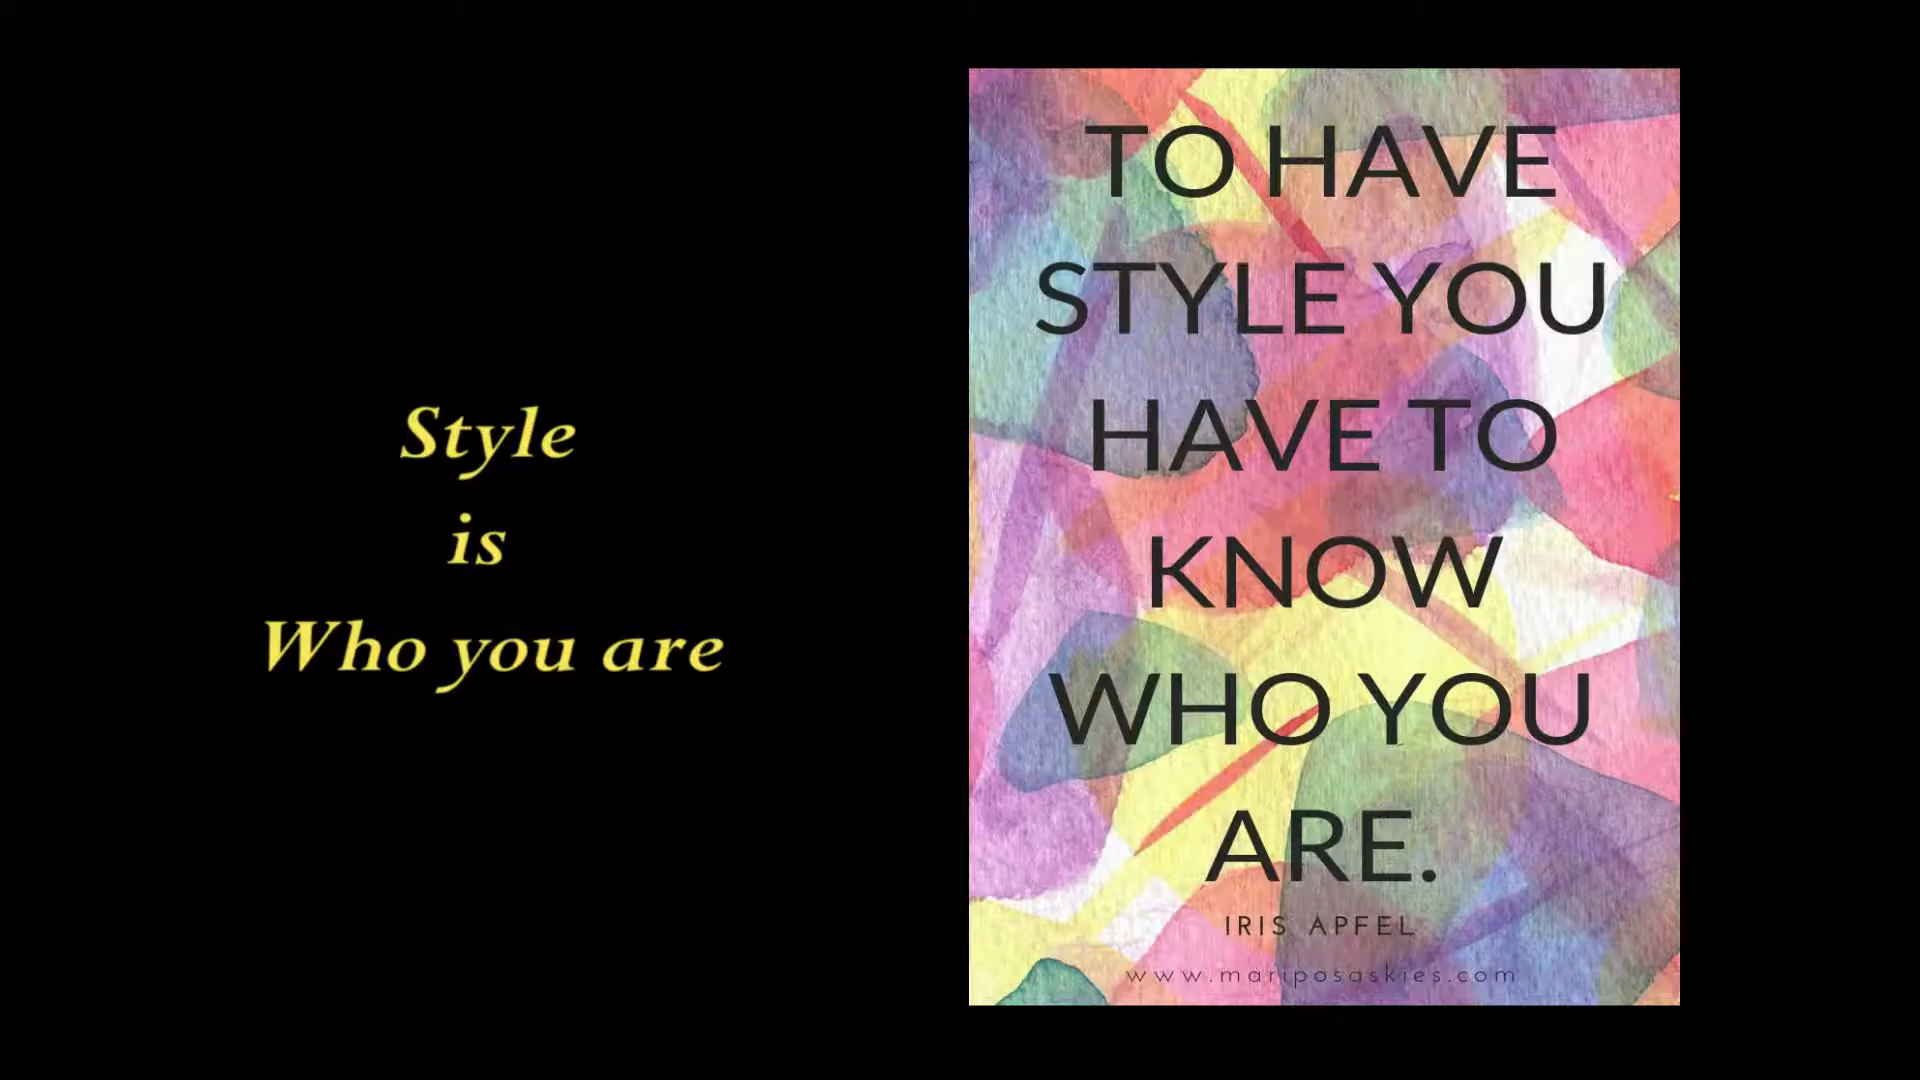 Style
is
Who you are
TO HAVE
STYLE YOU
HAVE TO
KNOW
WHO YOU
ARE.
IRIS APFEL
www.mariposaskies.com